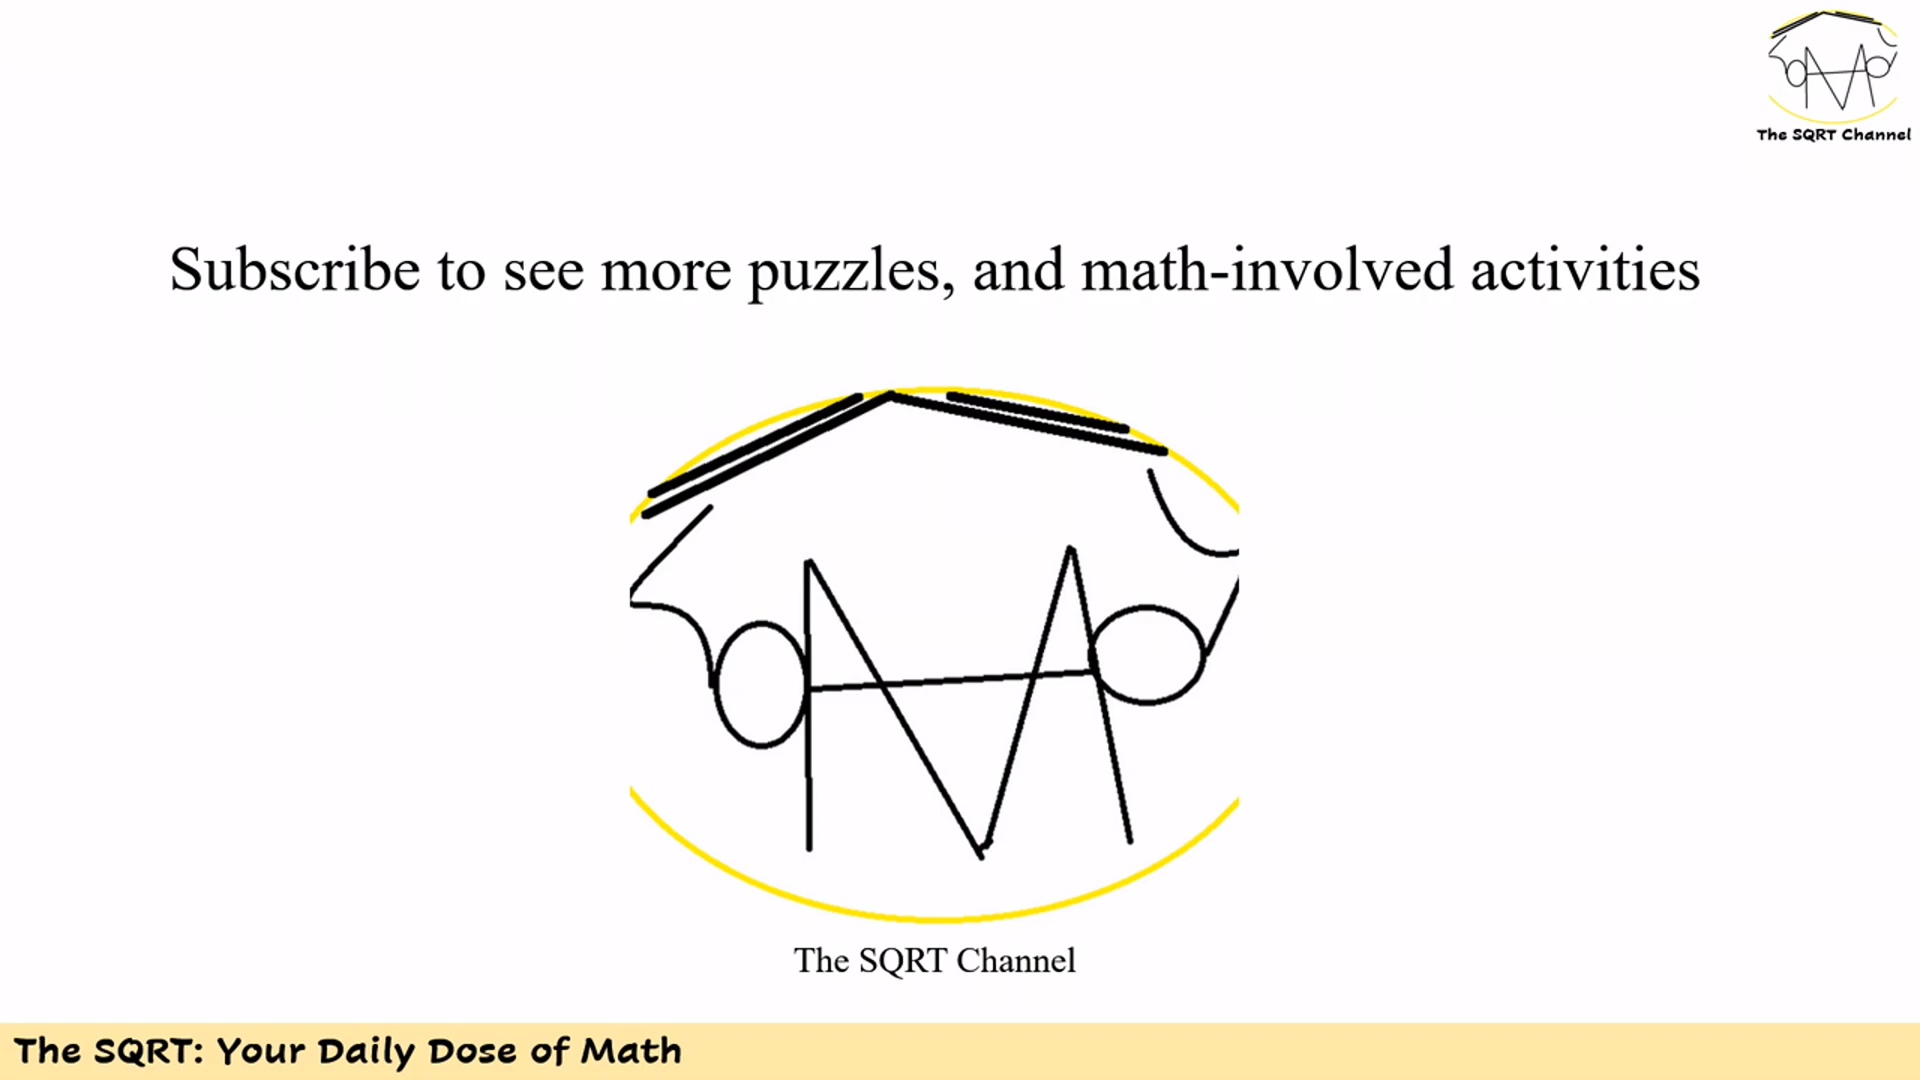 The SQRT Channel
Subscribe to see more puzzles, and math-involved activities
The SQRT Channel
The SQRT: Your Daily Dose of Math